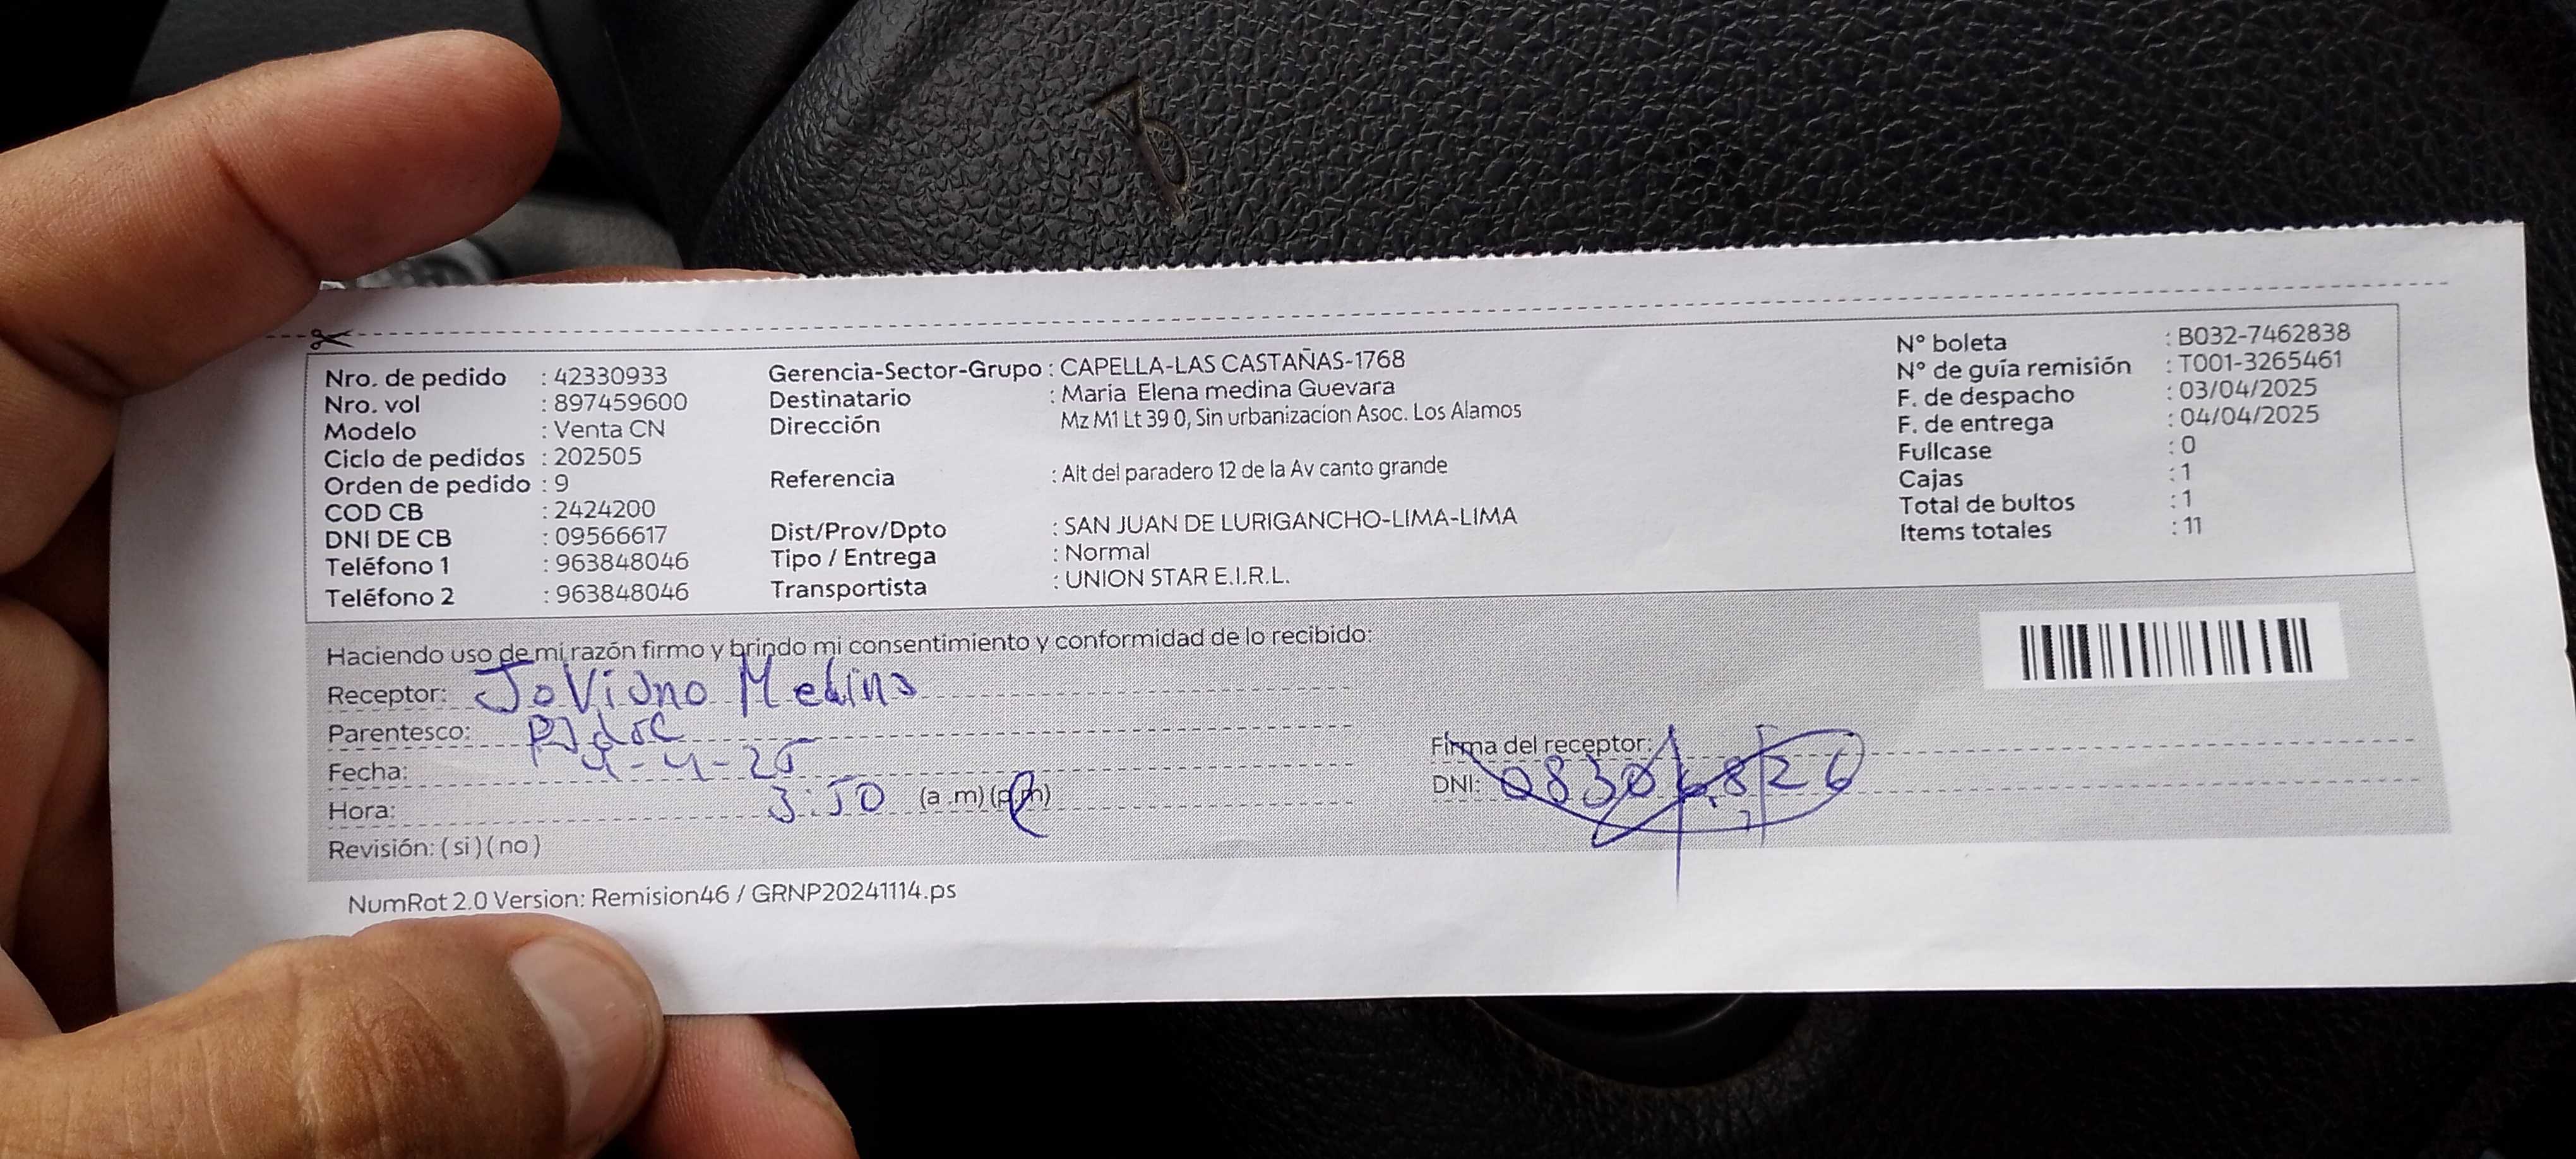 Nro. de pedido : 42330933
Nro. vol : 897459600
Modelo : Venta CN
Ciclo de pedidos : 202505
Orden de pedido : 9
COD CB : 2424200
DNI DE CB : 09566617
Teléfono 1 : 963848046
Teléfono 2 : 963848046
Gerencia-Sector-Grupo : CAPELLA-LAS CASTAÑAS-1768
Destinatario : Maria Elena medina Guevara
Dirección Mz M1 Lt 39 0, Sin urbanizacion Asoc. Los Alamos
Referencia : Alt del paradero 12 de la Av canto grande
Dist/Prov/Dpto : SAN JUAN DE LURIGANCHO-LIMA-LIMA
Tipo / Entrega : Normal
Transportista : UNION STAR E.I.R.L.
N° boleta : B032-7462838
N° de guía remisión : T001-3265461
F. de despacho : 03/04/2025
F. de entrega : 04/04/2025
Fullcase : 0
Cajas : 1
Total de bultos : 1
Items totales : 11
Haciendo uso de mi razón firmo y brindo mi consentimiento y conformidad de lo recibido:
Receptor: JoViano Medina
Parentesco:
Fecha: 4-4-25
Hora: 3:50 (a .m) (p.m)
Revisión: ( si ) ( no )
Firma del receptor:
DNI:
NumRot 2.0 Version: Remision46 / GRNP20241114.ps